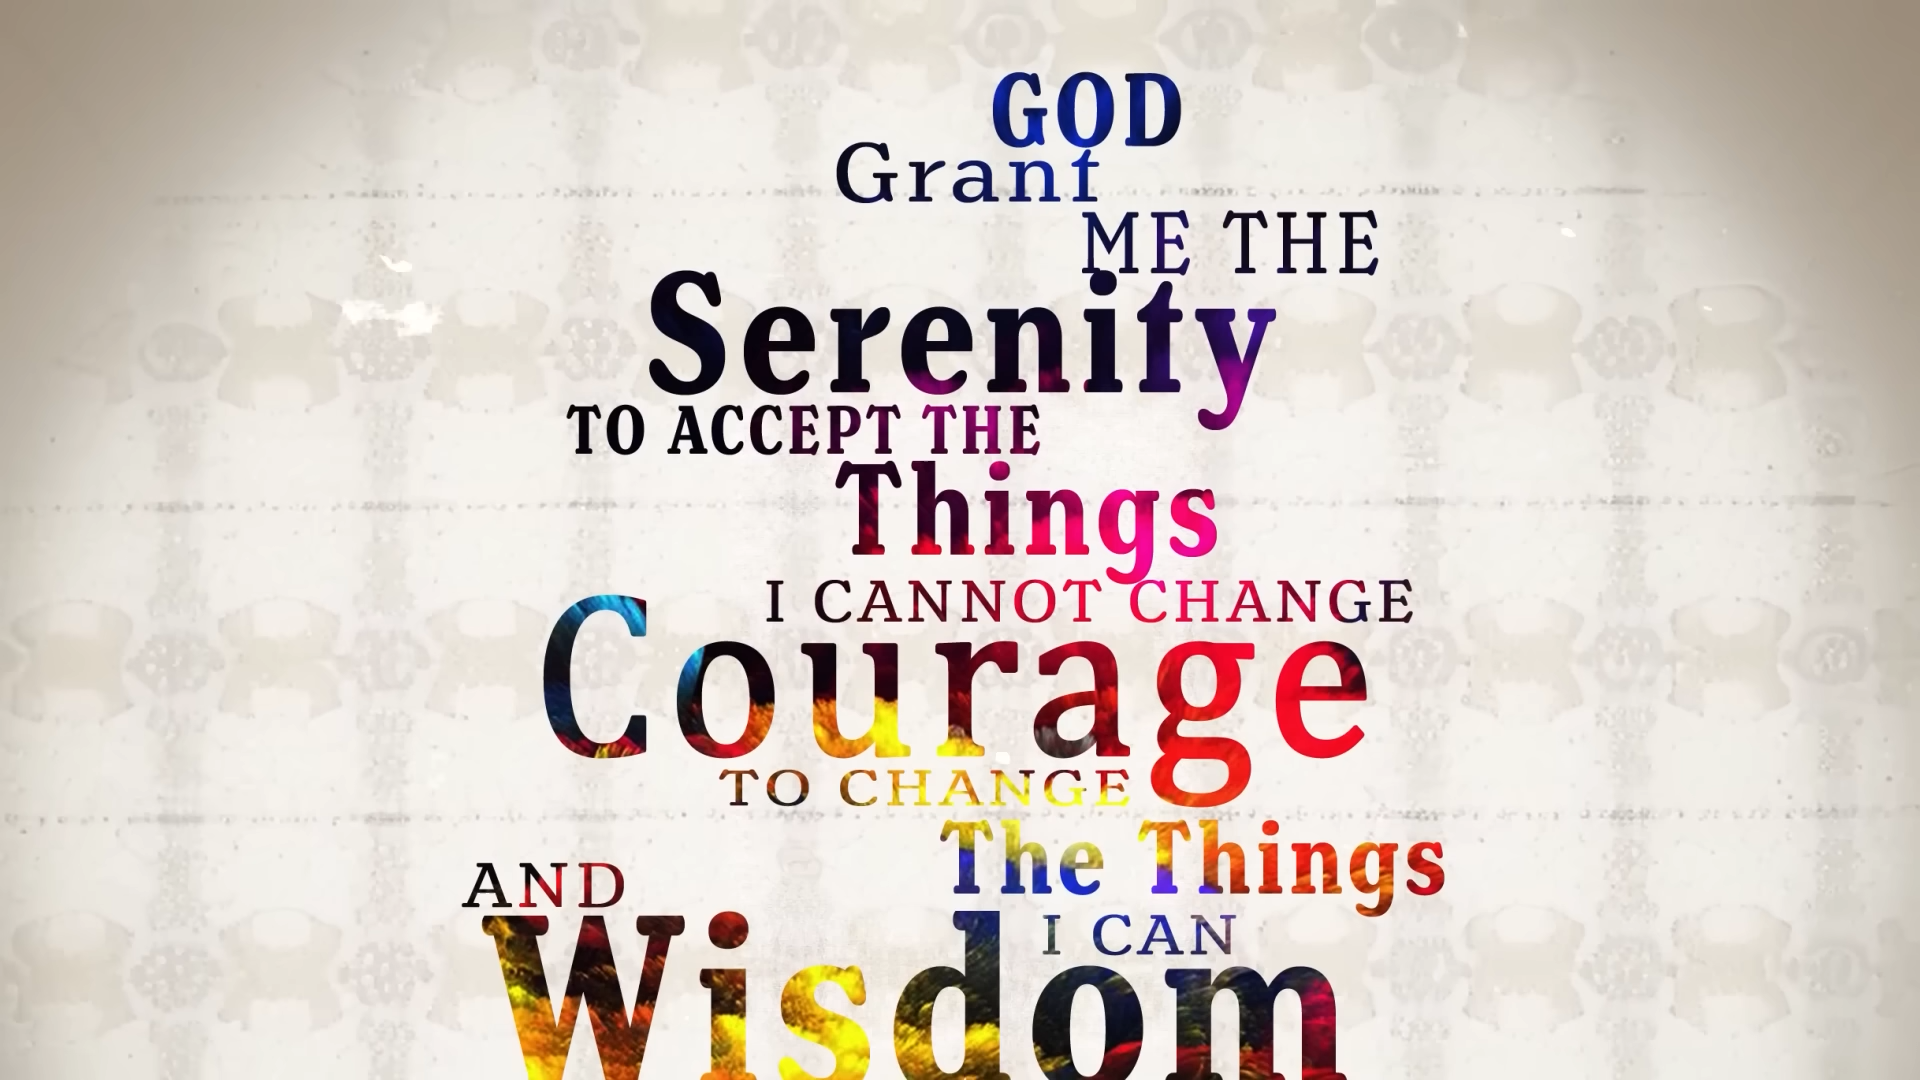 GOD
Grant
ME THE
Serenity
TO ACCEPT THE
Things
I CANNOT CHANGE
Courage
TO CHANGE
The Things
I CAN
AND
Wisdom